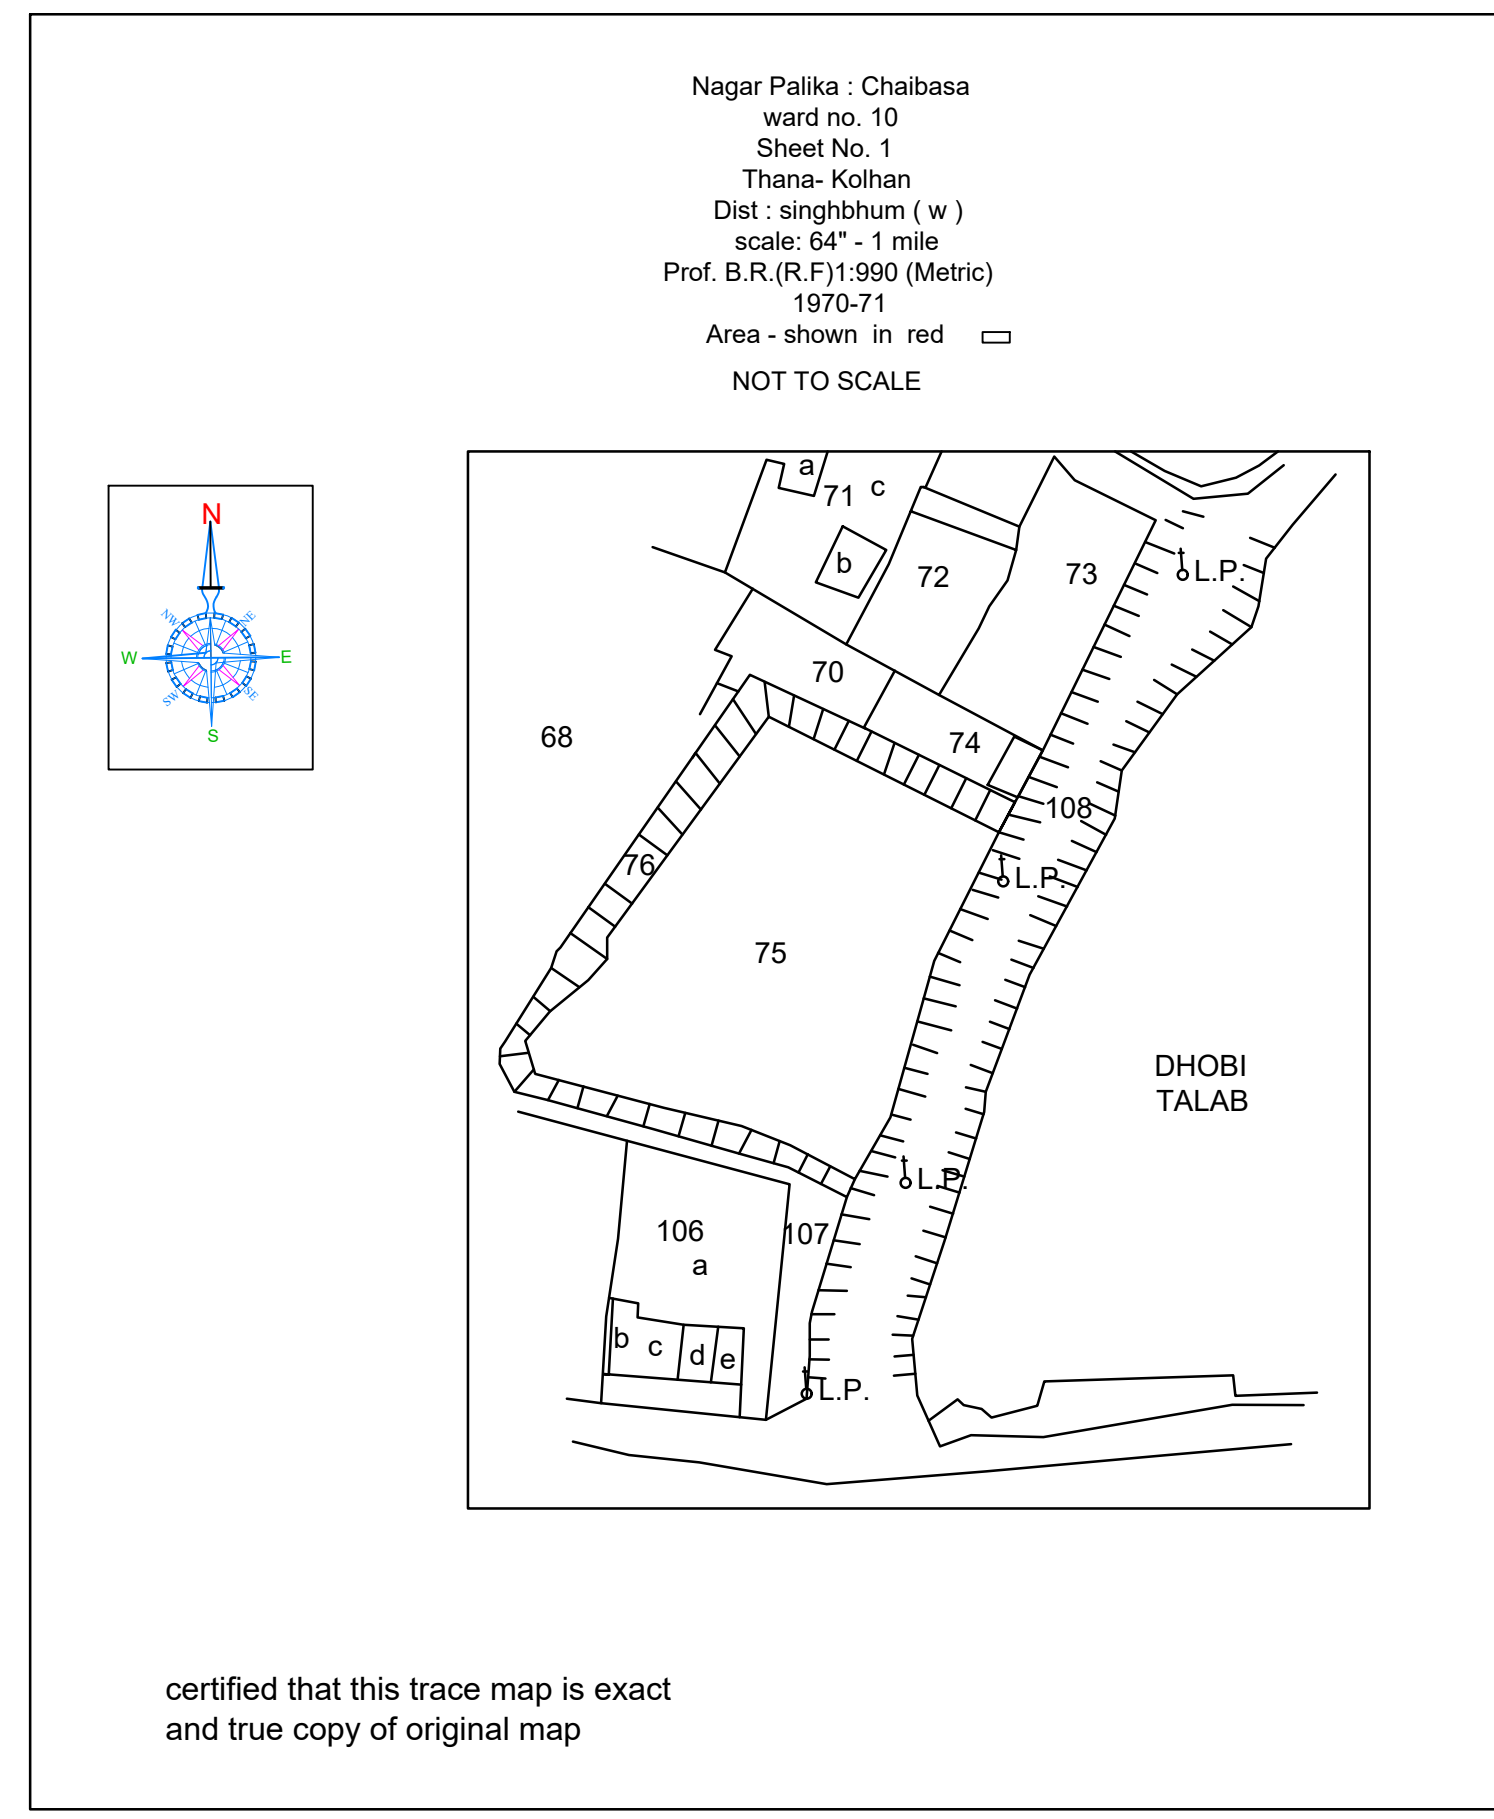 Nagar Palika : Chaibasa
ward no. 10
Sheet No. 1
Thana- Kolhan
Dist : singhbhum ( w )
scale: 64" - 1 mile
Prof. B.R.(R.F)1:990 (Metric)
1970-71
Area - shown in red
NOT TO SCALE
a
71 c
b
72
73
L.P.
N
NW NE
W E
SW SE
S
70
68
74
108
76
L.P.
75
DHOBI
TALAB
L.P.
106
107
a
b c d e
L.P.
certified that this trace map is exact
and true copy of original map